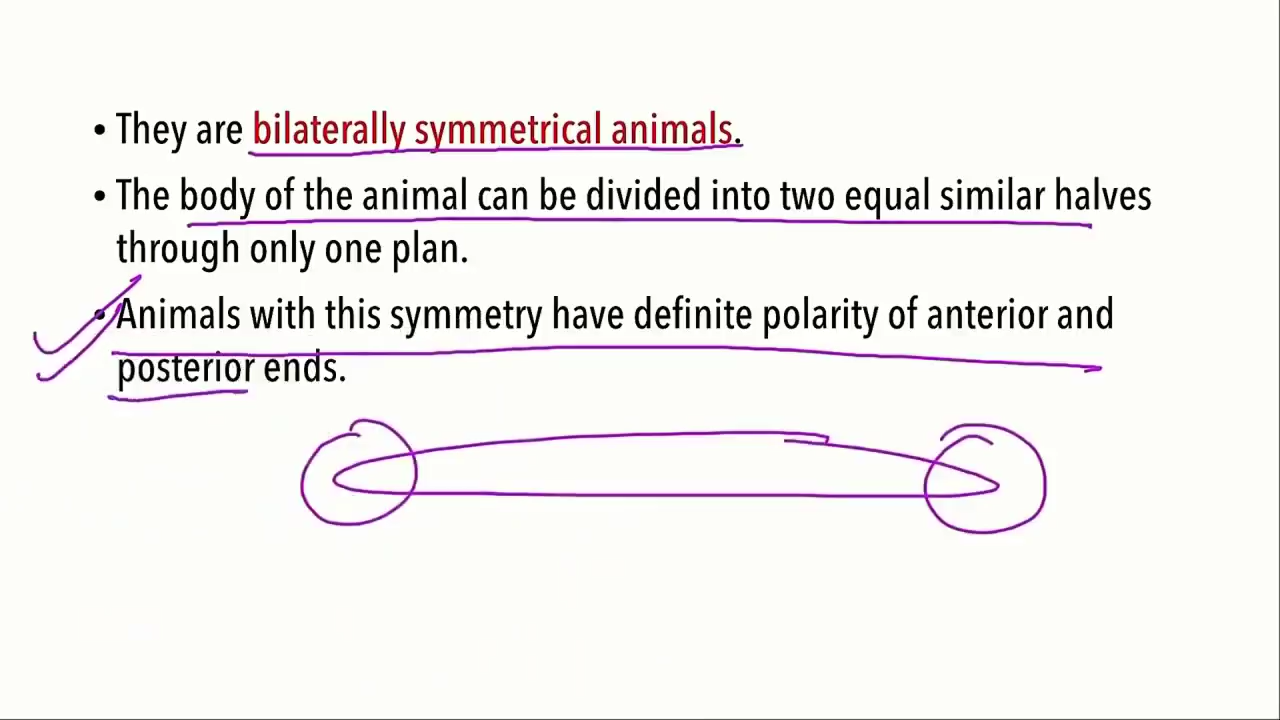 • They are bilaterally symmetrical animals.
• The body of the animal can be divided into two equal similar halves
through only one plan.
• Animals with this symmetry have definite polarity of anterior and
posterior ends.